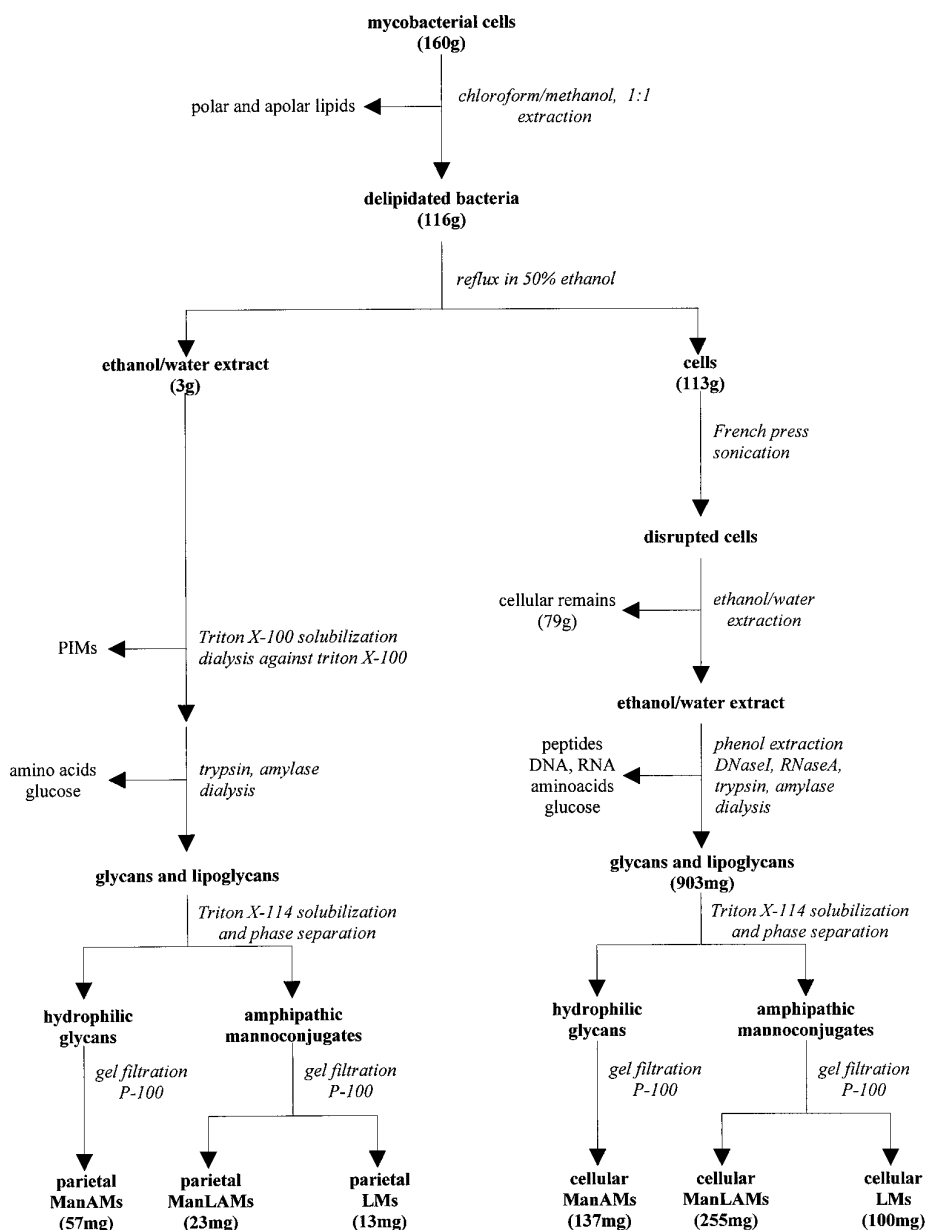 mycobacterial cells
(160g)
polar and apolar lipids
chloroform/methanol, 1:1
extraction
delipidated bacteria
(116g)
reflux in 50% ethanol
ethanol/water extract
(3g)
cells
(113g)
French press
sonication
disrupted cells
cellular remains
(79g)
ethanol/water
extraction
PIMs
Triton X-100 solubilization
dialysis against triton X-100
ethanol/water extract
amino acids
glucose
trypsin, amylase
dialysis
peptides
DNA, RNA
aminoacids
glucose
phenol extraction
DNaseI, RNaseA,
trypsin, amylase
dialysis
glycans and lipoglycans
glycans and lipoglycans
(903mg)
Triton X-114 solubilization
and phase separation
Triton X-114 solubilization
and phase separation
hydrophilic
glycans
amphipathic
mannoconjugates
hydrophilic
glycans
amphipathic
mannoconjugates
gel filtration
P-100
gel filtration
P-100
gel filtration
P-100
gel filtration
P-100
parietal
ManAMs
(57mg)
parietal
ManLAMs
(23mg)
parietal
LMs
(13mg)
cellular
ManAMs
(137mg)
cellular
ManLAMs
(255mg)
cellular
LMs
(100mg)